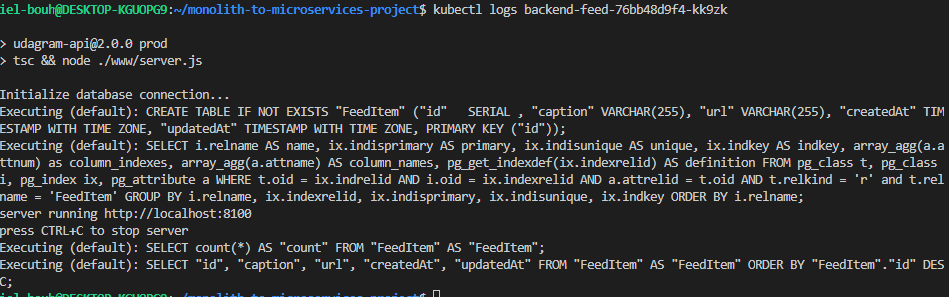 iel-bouh@DESKTOP-KGUOPG9:~/monolith-to-microservices-project$ kubectl logs backend-feed-76bb48d9f4-kk9zk
> udagram-api@2.0.0 prod
> tsc && node ./www/server.js
Initialize database connection...
Executing (default): CREATE TABLE IF NOT EXISTS "FeedItem" ("id"   SERIAL , "caption" VARCHAR(255), "url" VARCHAR(255), "createdAt" TIM
ESTAMP WITH TIME ZONE, "updatedAt" TIMESTAMP WITH TIME ZONE, PRIMARY KEY ("id"));
Executing (default): SELECT i.relname AS name, ix.indisprimary AS primary, ix.indisunique AS unique, ix.indkey AS indkey, array_agg(a.a
ttnum) as column_indexes, array_agg(a.attname) AS column_names, pg_get_indexdef(ix.indexrelid) AS definition FROM pg_class t, pg_class
i, pg_index ix, pg_attribute a WHERE t.oid = ix.indrelid AND i.oid = ix.indexrelid AND a.attrelid = t.oid AND t.relkind = 'r' and t.rel
name = 'FeedItem' GROUP BY i.relname, ix.indexrelid, ix.indisprimary, ix.indisunique, ix.indkey ORDER BY i.relname;
server running http://localhost:8100
press CTRL+C to stop server
Executing (default): SELECT count(*) AS "count" FROM "FeedItem" AS "FeedItem";
Executing (default): SELECT "id", "caption", "url", "createdAt", "updatedAt" FROM "FeedItem" AS "FeedItem" ORDER BY "FeedItem"."id" DES
C;
iel-bouh@DESKTOP-KGUOPG9:~/monolith-to-microservices-project$